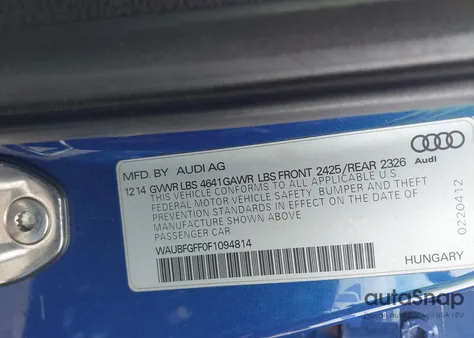 MFD. BY AUDI AG
Audi
12 14 GVWR LBS 4641 GAWR LBS FRONT 2425/REAR 2326
THIS VEHICLE CONFORMS TO ALL APPLICABLE U.S.
FEDERAL MOTOR VEHICLE SAFETY, BUMPER AND THEFT
PREVENTION STANDARDS IN EFFECT ON THE DATE OF
MANUFACTURE SHOWN ABOVE
PASSENGER CAR
WAUBFGFF0F1094814
0220412
HUNGARY
autoSnap